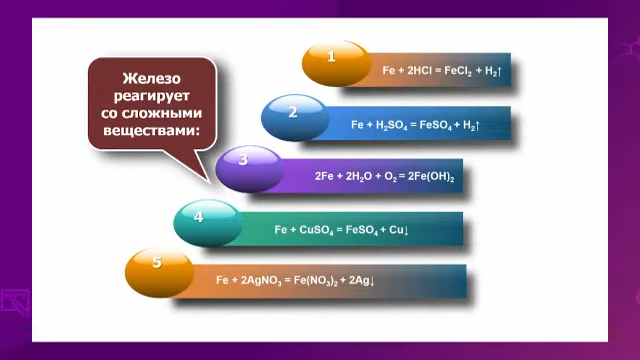 Железо
реагирует
со сложными
веществами:
1
Fe + 2HCl = FeCl₂ + H₂↑
2
Fe + H₂SO₄ = FeSO₄ + H₂↑
3
2Fe + 2H₂O + O₂ = 2Fe(OH)₂
4
Fe + CuSO₄ = FeSO₄ + Cu↓
5
Fe + 2AgNO₃ = Fe(NO₃)₂ + 2Ag↓